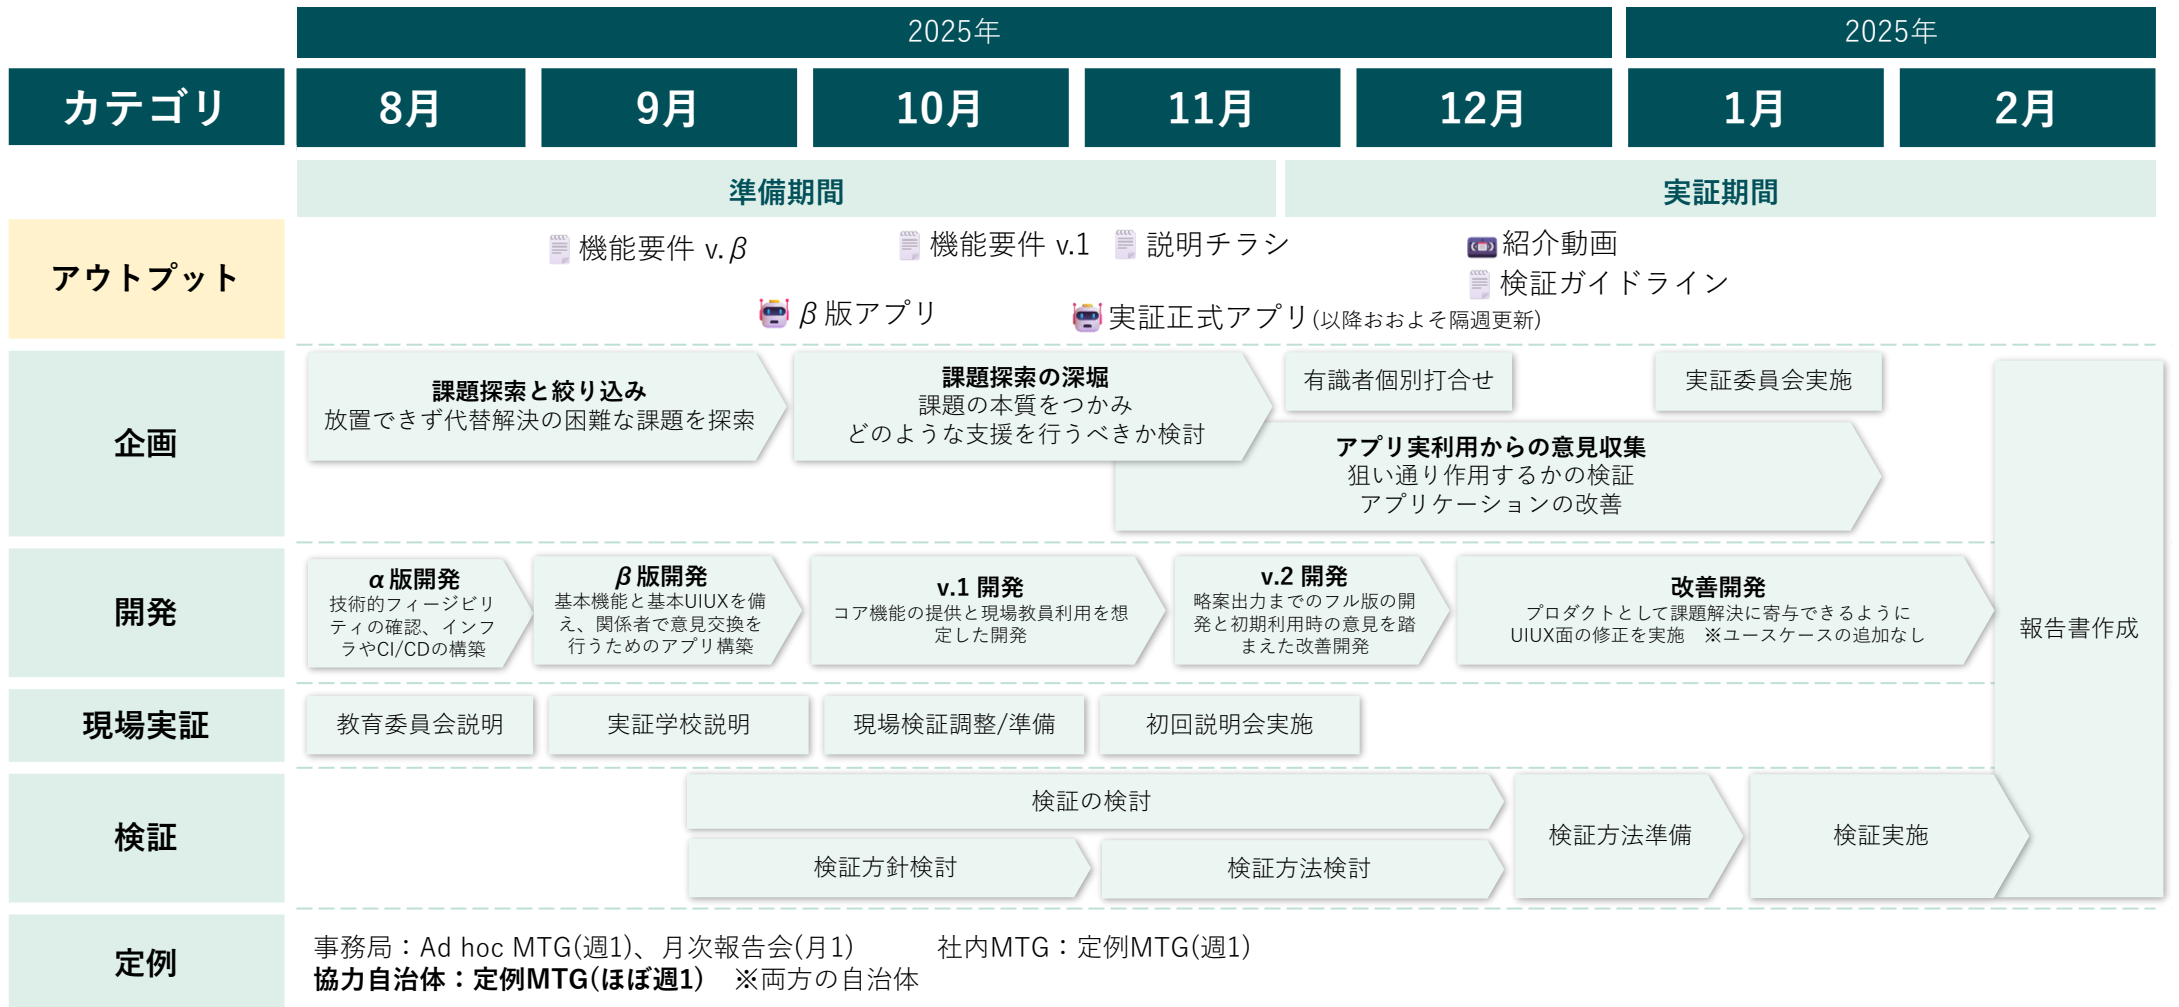 2025年
2025年
カテゴリ
8月
9月
10月
11月
12月
1月
2月
準備期間
実証期間
アウトプット
機能要件 v.β
機能要件 v.1
説明チラシ
紹介動画
検証ガイドライン
β版アプリ
実証正式アプリ(以降おおよそ隔週更新)
企画
課題探索と絞り込み
放置できず代替解決の困難な課題を探索
課題探索の深堀
課題の本質をつかみ
どのような支援を行うべきか検討
有識者個別打合せ
実証委員会実施
アプリ実利用からの意見収集
狙い通り作用するかの検証
アプリケーションの改善
開発
α版開発
技術的フィージビリ
ティの確認、インフ
ラやCI/CDの構築
β版開発
基本機能と基本UIUXを備
え、関係者で意見交換を
行うためのアプリ構築
v.1 開発
コア機能の提供と現場教員利用を想
定した開発
v.2 開発
略案出力までのフル版の開
発と初期利用時の意見を踏
まえた改善開発
改善開発
プロダクトとして課題解決に寄与できるように
UIUX面の修正を実施　※ユースケースの追加なし
報告書作成
現場実証
教育委員会説明
実証学校説明
現場検証調整/準備
初回説明会実施
検証
検証の検討
検証方針検討
検証方法検討
検証方法準備
検証実施
定例
事務局：Ad hoc MTG(週1)、月次報告会(月1)　社内MTG：定例MTG(週1)
協力自治体：定例MTG(ほぼ週1)　※両方の自治体